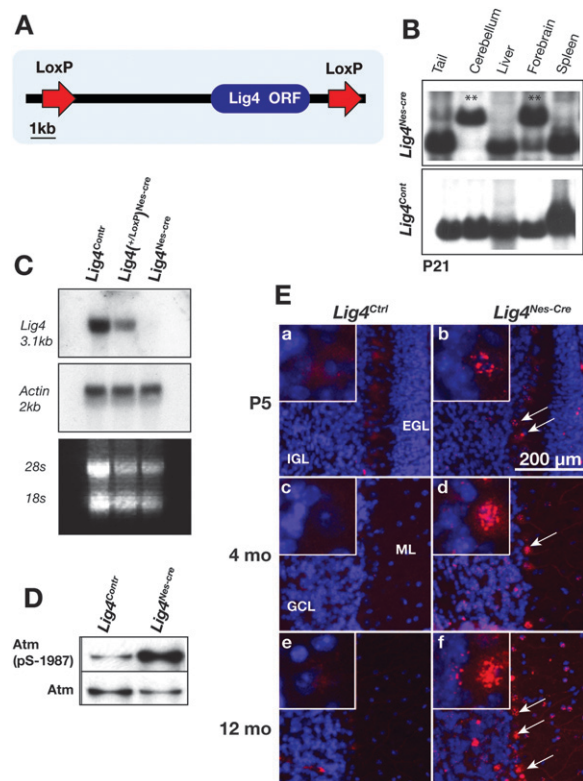 A
LoxP
LoxP
Lig4 ORF
1kb
B
Tail
Cerebellum
Liver
Forebrain
Spleen
**
**
Lig4Nes-cre
Lig4Cont
P21
C
Lig4Contr
Lig4(+/LoxP)Nes-cre
Lig4Nes-cre
Lig4
3.1kb
Actin
2kb
28s
18s
D
Lig4Contr
Lig4Nes-cre
Atm
(pS-1987)
Atm
E
Lig4Ctrl
Lig4Nes-Cre
P5
a
b
IGL
EGL
200 µm
4 mo
c
d
GCL
ML
12 mo
e
f